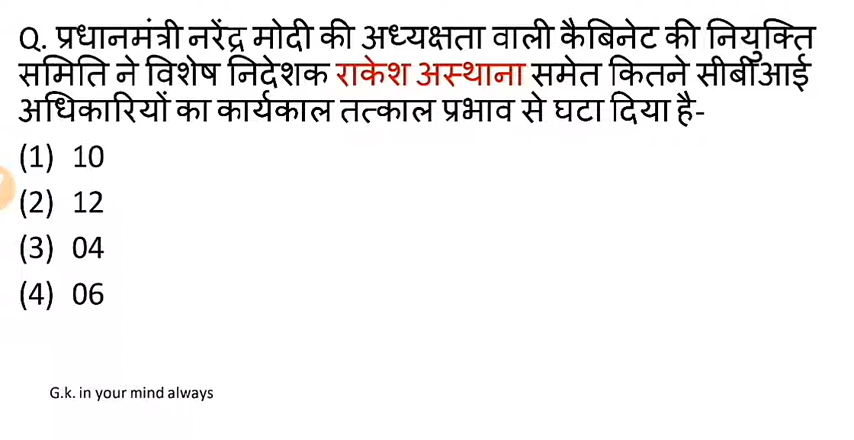 Q. प्रधानमंत्री नरेंद्र मोदी की अध्यक्षता वाली कैबिनेट की नियुक्ति
समिति ने विशेष निदेशक राकेश अस्थाना समेत कितने सीबीआई
अधिकारियों का कार्यकाल तत्काल प्रभाव से घटा दिया है-
(1) 10
(2) 12
(3) 04
(4) 06
G.k. in your mind always